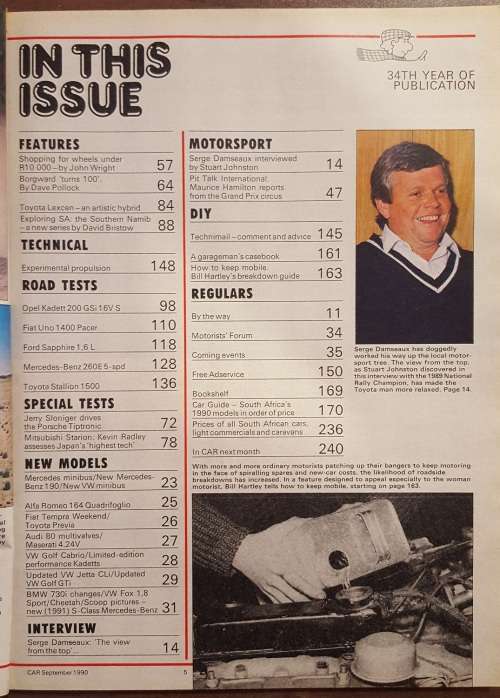 IN THIS
ISSUE
34TH YEAR OF
PUBLICATION
FEATURES
Shopping for wheels under
R10 000 – by John Wright 57
Borgward 'turns 100'.
By Dave Pollock 64
Toyota Lexcen – an artistic hybrid 84
Exploring SA: the Southern Namib
– a new series by David Bristow 88
TECHNICAL
Experimental propulsion 148
ROAD TESTS
Opel Kadett 200 GSi 16V S 98
Fiat Uno 1400 Pacer 110
Ford Sapphire 1,6 L 118
Mercedes-Benz 260E 5-spd 128
Toyota Stallion 1500 136
SPECIAL TESTS
Jerry Sloniger drives
the Porsche Tiptronic 72
Mitsubishi Starion: Kevin Radley
assesses Japan's 'highest tech' 78
NEW MODELS
Mercedes minibus/New Mercedes-
Benz 190/New VW minibus 23
Alfa Romeo 164 Quadrifoglio 25
Fiat Tempra Weekend/
Toyota Previa 26
Audi 80 multivalves/
Maserati 4.24V 27
VW Golf Cabrio/Limited-edition
performance Kadetts 28
Updated VW Jetta CLi/Updated
VW Golf GTi 29
BMW 730i changes/VW Fox 1,8
Sport/Cheetah/Scoop pictures –
new (1991) S-Class Mercedes-Benz 31
INTERVIEW
Serge Damseaux: 'The view
from the top'... 14
MOTORSPORT
Serge Damseaux interviewed
by Stuart Johnston 14
Pit Talk International:
Maurice Hamilton reports
from the Grand Prix circus 47
DIY
Technimail – comment and advice 145
A garageman's casebook 161
How to keep mobile.
Bill Hartley's breakdown guide 163
REGULARS
By the way 11
Motorists' Forum 34
Coming events 35
Free Adservice 150
Bookshelf 169
Car Guide – South Africa's
1990 models in order of price 170
Prices of all South African cars,
light commercials and caravans 236
In CAR next month 240
Serge Damseaux has doggedly
worked his way up the local motor-
sport tree. The view from the top,
as Stuart Johnston discovered in
this interview with the 1989 National
Rally Champion, has made the
Toyota man more relaxed. Page 14.
With more and more ordinary motorists patching up their bangers to keep motoring
in the face of spiralling spares and new-car costs, the likelihood of roadside
breakdowns has increased. In a feature designed to appeal especially to the woman
motorist, Bill Hartley tells how to keep mobile, starting on page 163.
CAR September 1990 5